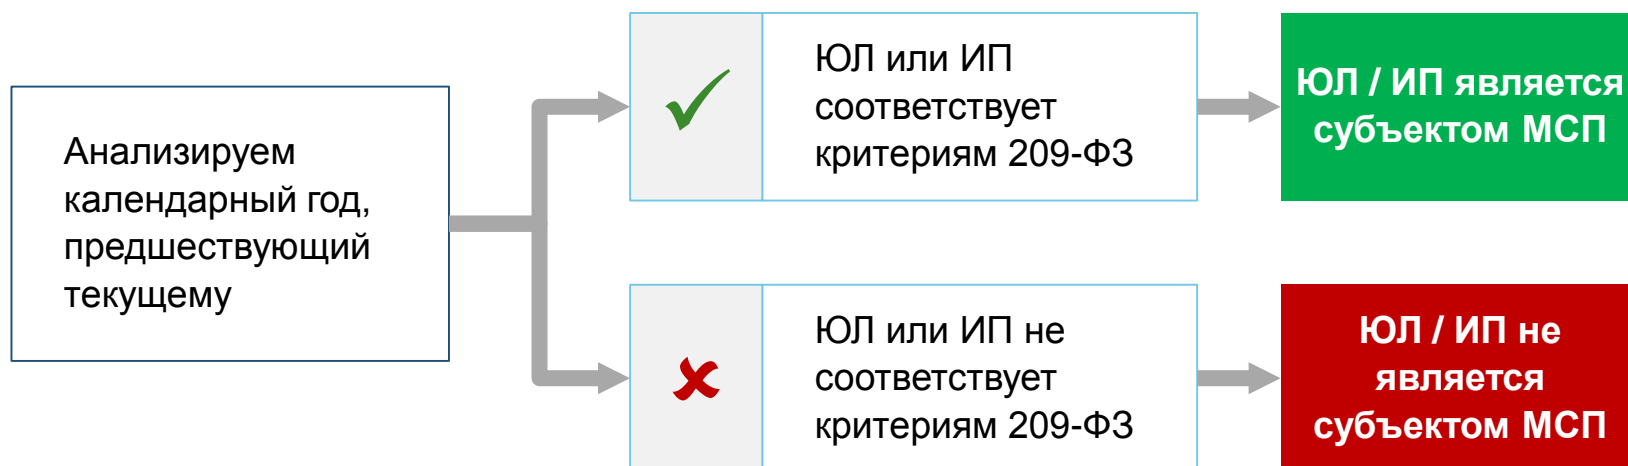 Анализируем
календарный год,
предшествующий
текущему
ЮЛ или ИП
соответствует
критериям 209-ФЗ
ЮЛ / ИП является
субъектом МСП
ЮЛ или ИП не
соответствует
критериям 209-ФЗ
ЮЛ / ИП не
является
субъектом МСП